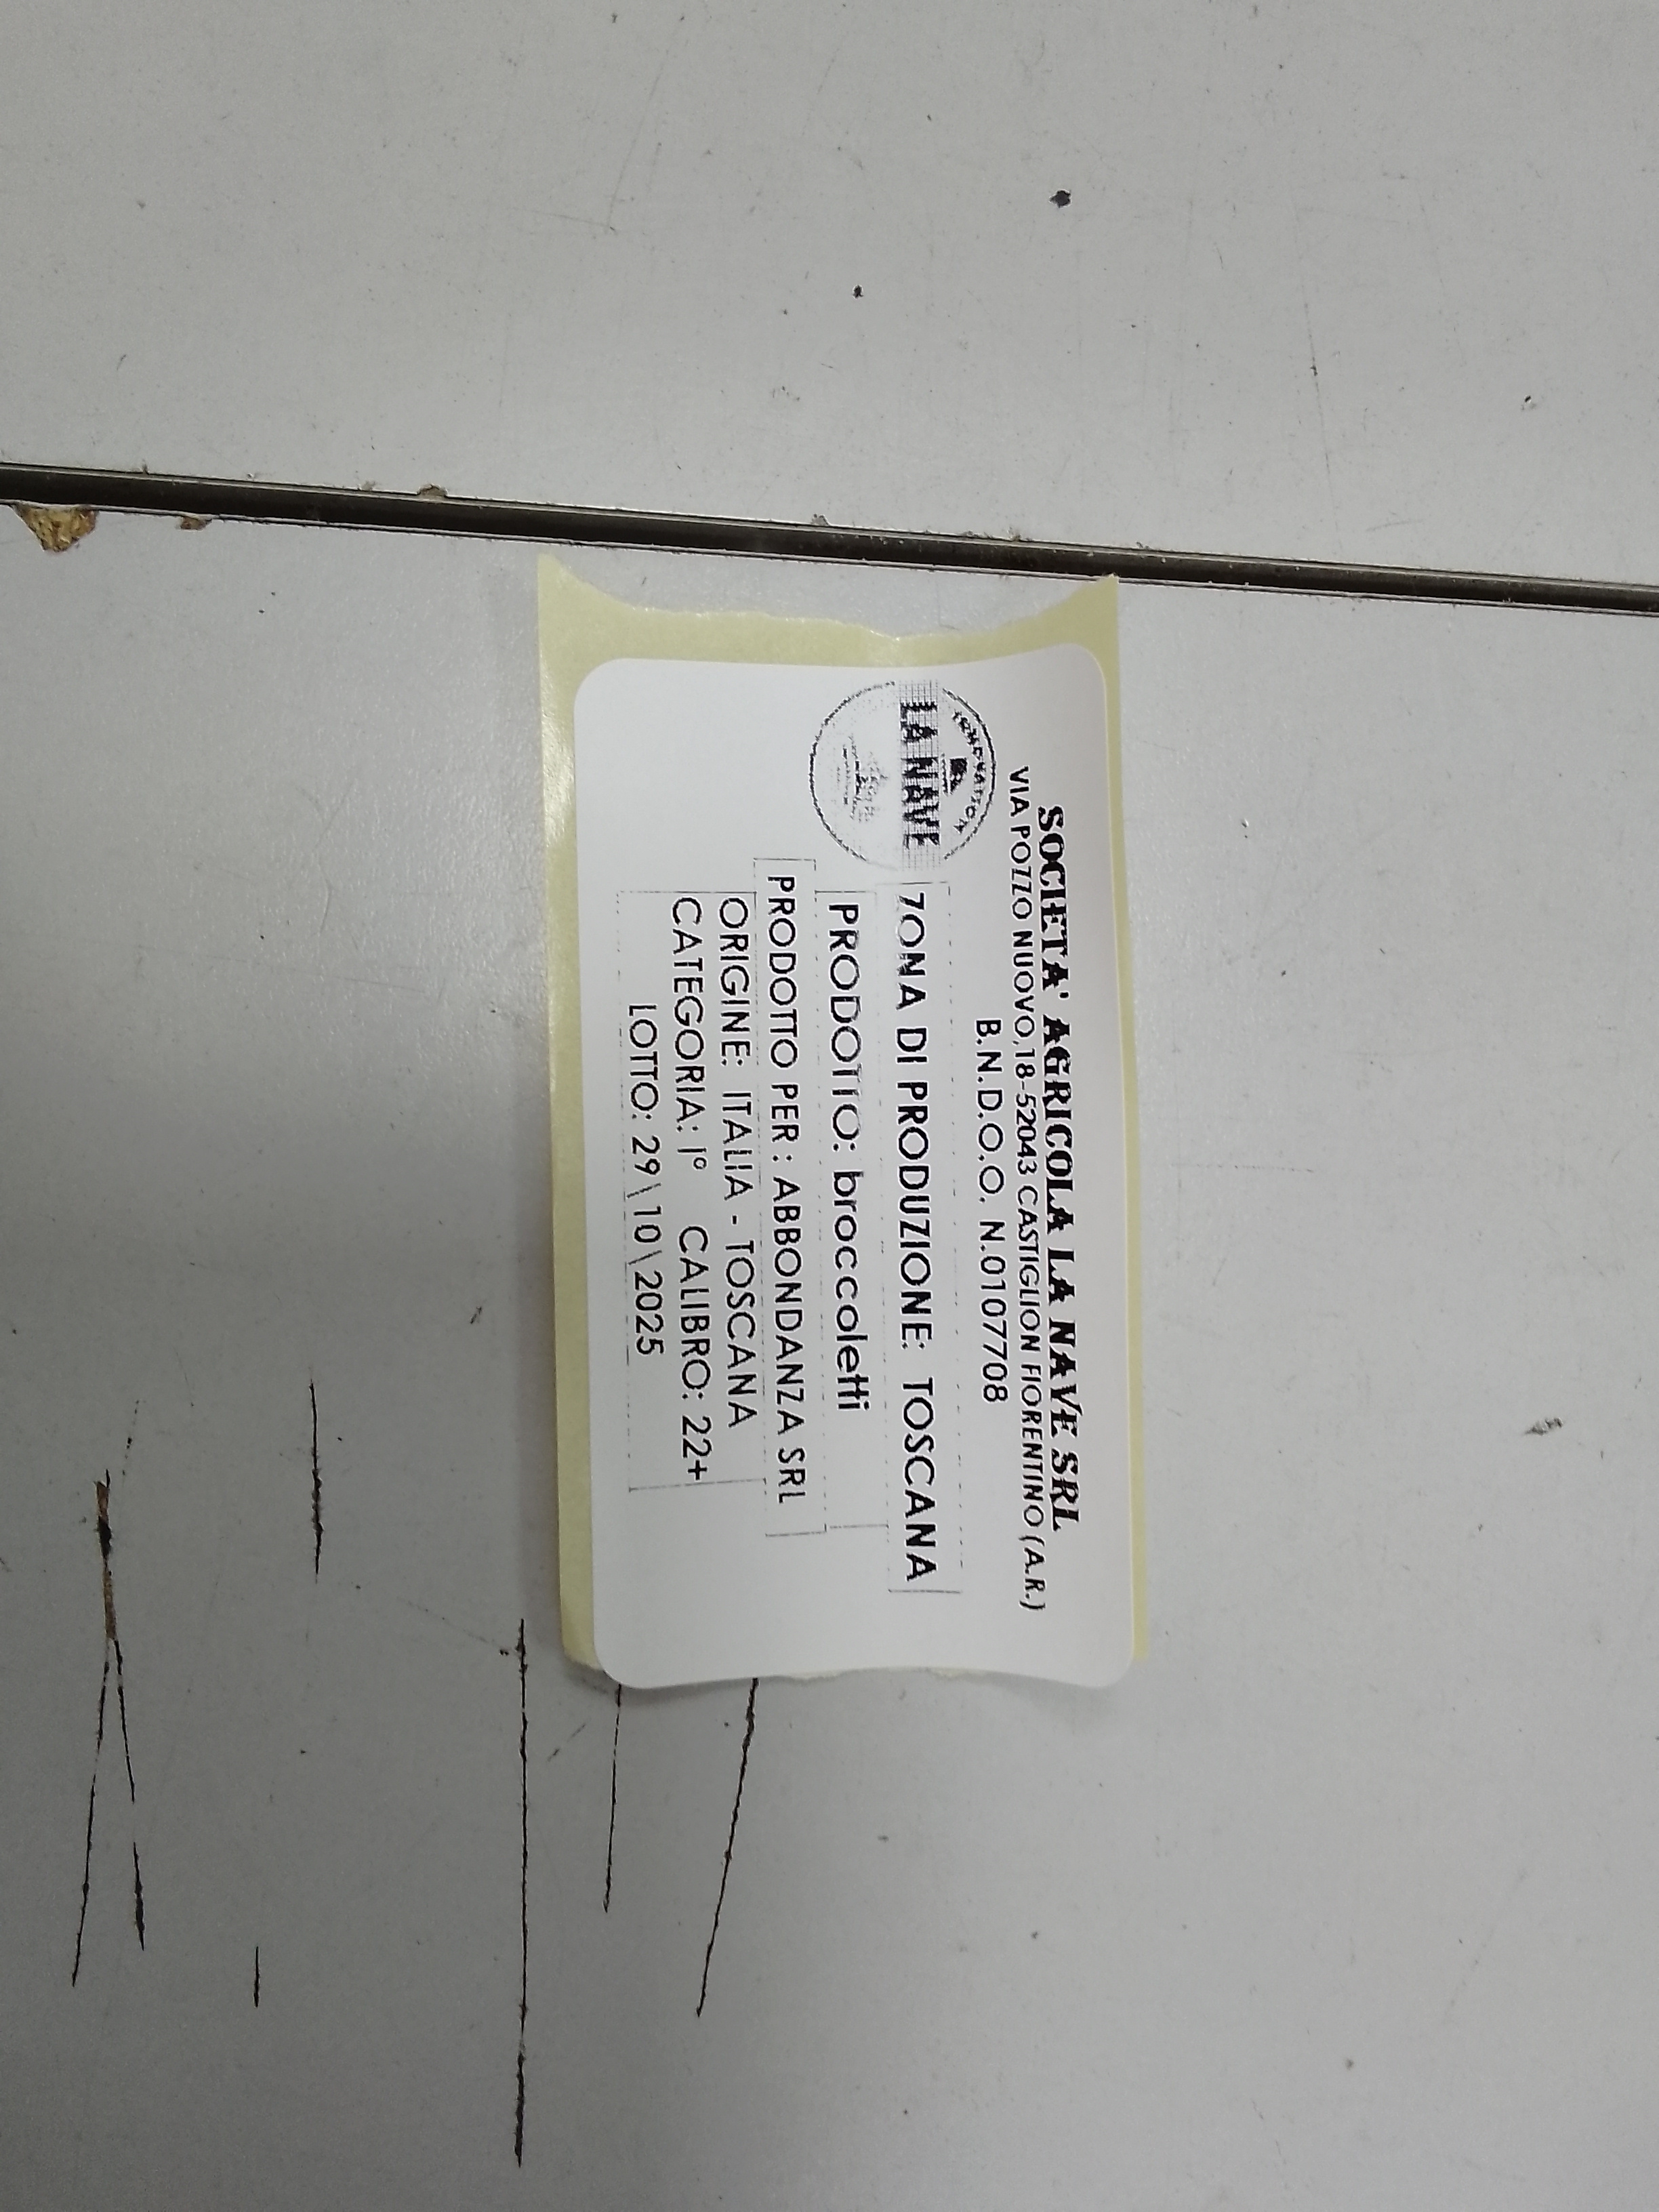 SOCIETA' AGRICOLA LA NAVE SRL
VIA POZZO NUOVO,18-52043 CASTIGLION FIORENTINO (A.R.)
B.N.D.O.O. N.0107708
LA NAVE
ZONA DI PRODUZIONE: TOSCANA
PRODOTTO: broccoletti
PRODOTTO PER : ABBONDANZA SRL
ORIGINE: ITALIA - TOSCANA
CATEGORIA: I° CALIBRO: 22+
LOTTO: 29\10\2025